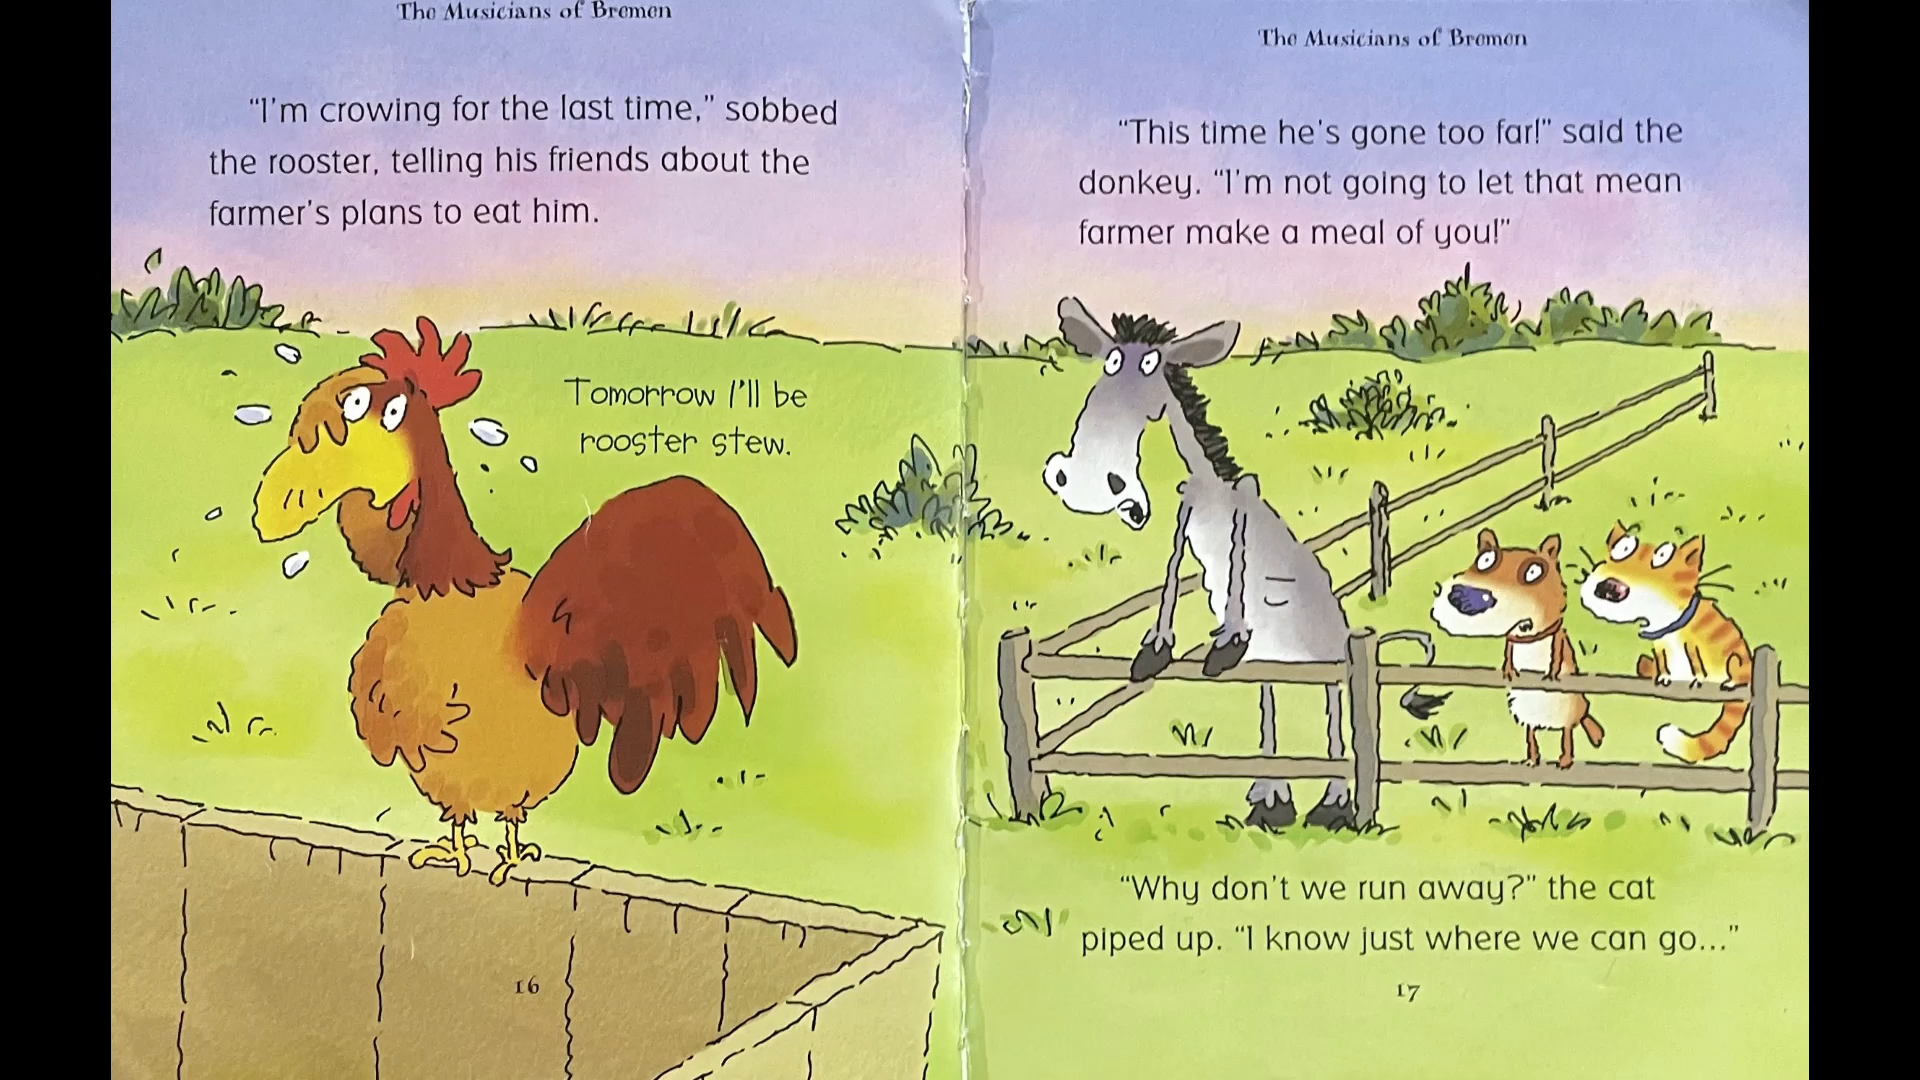 The Musicians of Bremen
"I'm crowing for the last time," sobbed
the rooster, telling his friends about the
farmer's plans to eat him.
Tomorrow I'll be
rooster stew.
16
The Musicians of Bremen
"This time he's gone too far!" said the
donkey. "I'm not going to let that mean
farmer make a meal of you!"
"Why don't we run away?" the cat
piped up. "I know just where we can go..."
17